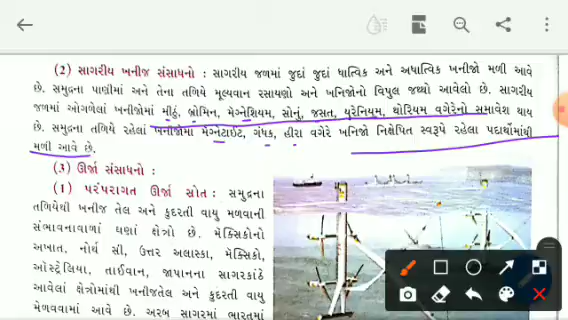 (2) સાગરીય ખનીજ સંસાધનો : સાગરીય જળમાં જુદાં જુદાં ધાત્વિક અને અધાત્વિક ખનીજો મળી આવે
છે. સમુદ્રના પાણીમાં અને તેના તળિયે મૂલ્યવાન રસાયણો અને ખનિજોનો વિપુલ જથ્થો આવેલો છે. સાગરીય
જળમાં ઓગળેલાં ખનીજોમાં મીઠું, બ્રોમિન, મેગ્નેશિયમ, સોનું, જસત, યુરેનિયમ, થોરિયમ વગેરેનો સમાવેશ થાય
છે. સમુદ્રના તળિયે રહેલાં ખનીજોમાં મૅગ્નેટાઇટ, ગંધક, હીરા વગેરે ખનિજો નિક્ષેપિત સ્વરૂપે રહેલા પદાર્થોમાંથી
મળી આવે છે.
(3) ઊર્જા સંસાધનો :
(1) પરંપરાગત ઊર્જા સ્રોત : સમુદ્રના
તળિયેથી ખનીજ તેલ અને કુદરતી વાયુ મળવાની
સંભાવનાવાળાં ઘણાં ક્ષેત્રો છે. મૅક્સિકોનો
અખાત, નોર્થ સી, ઉત્તર અલાસ્કા, મૅક્સિકો,
ઑસ્ટ્રેલિયા, તાઈવાન, જાપાનના સાગરકાંઠે
આવેલાં ક્ષેત્રોમાંથી ખનીજતેલ અને કુદરતી વાયુ
મેળવવામાં આવે છે. અરબ સાગરમાં ભારતમાં